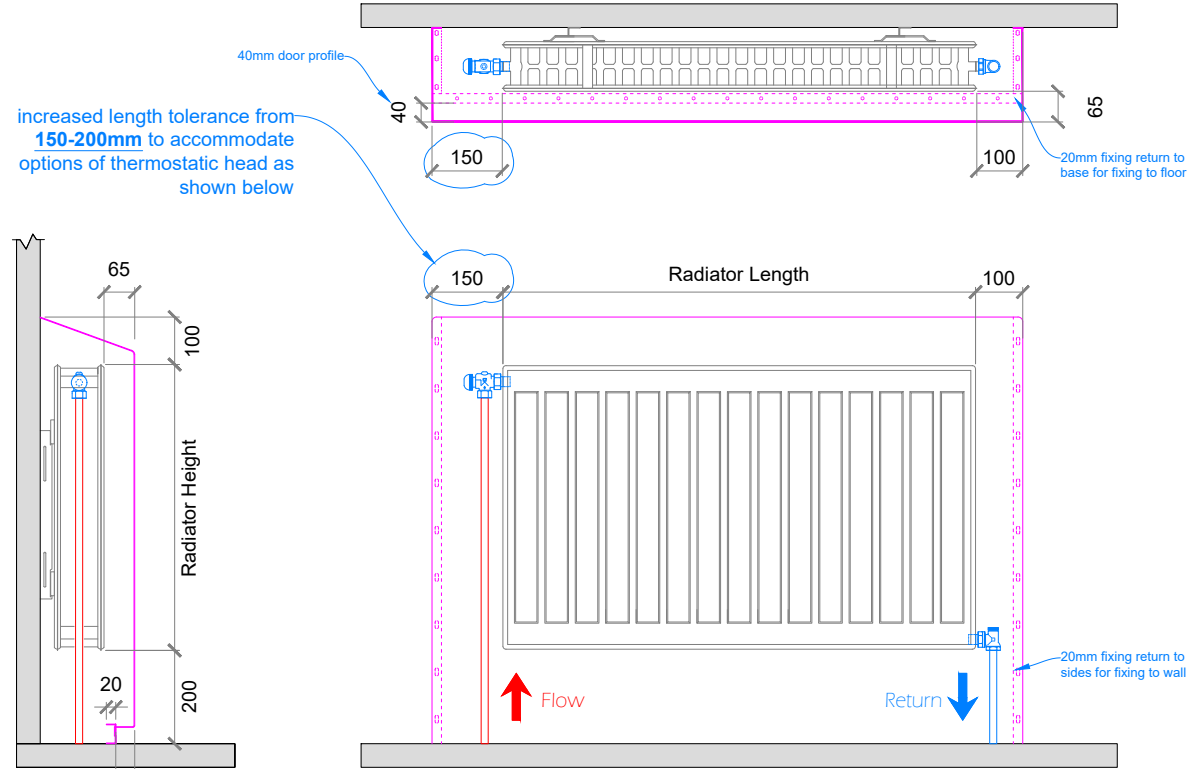 40mm door profile
40
65
increased length tolerance from
150-200mm to accommodate
options of thermostatic head as
shown below
150
100
20mm fixing return to
base for fixing to floor
65
150
Radiator Length
100
100
Radiator Height
20
200
Flow
Return
20mm fixing return to
sides for fixing to wall